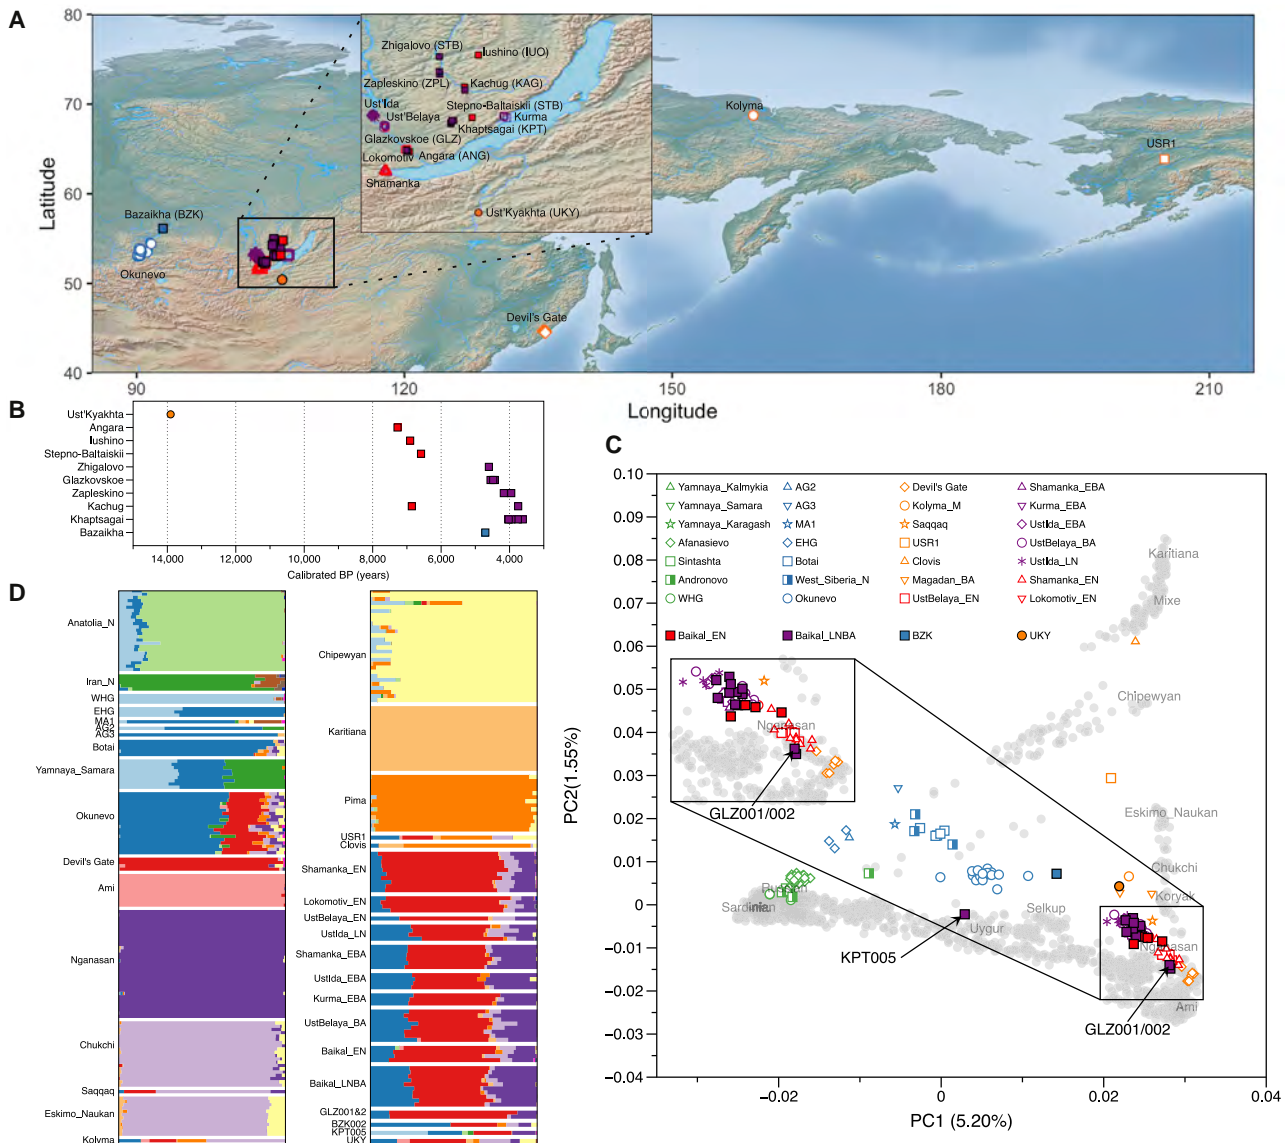 A
80
70
60
50
40
Latitude
90
120
150
180
210
Longitude
Zhigalovo (STB)
Iushino (IUO)
Zapleskino (ZPL)
Kachug (KAG)
Ust'Ida
Stepno-Baltaiskii (STB)
Ust'Belaya
Kurma
Khaptsagai (KPT)
Glazkovskoe (GLZ)
Lokomotiv
Angara (ANG)
Shamanka
Ust'Kyakhta (UKY)
Bazaikha (BZK)
Okunevo
Devil's Gate
Kolyma
USR1
B
Ust'Kyakhta
Angara
Iushino
Stepno-Baltaiskii
Zhigalovo
Glazkovskoe
Zapleskino
Kachug
Khaptsagai
Bazaikha
14,000
12,000
10,000
8,000
6,000
4,000
Calibrated BP (years)
C
0.10
0.09
0.08
0.07
0.06
0.05
0.04
0.03
0.02
0.01
0
−0.01
−0.02
−0.03
−0.04
PC2(1.55%)
−0.02
0
0.02
0.04
PC1 (5.20%)
Yamnaya_Kalmykia
Yamnaya_Samara
Yamnaya_Karagash
Afanasievo
Sintashta
Andronovo
WHG
AG2
AG3
MA1
EHG
Botai
West_Siberia_N
Okunevo
Devil's Gate
Kolyma_M
Saqqaq
USR1
Clovis
Magadan_BA
UstBelaya_EN
Shamanka_EBA
Kurma_EBA
UstIda_EBA
UstBelaya_BA
UstIda_LN
Shamanka_EN
Lokomotiv_EN
Baikal_EN
Baikal_LNBA
BZK
UKY
Karitiana
Mixe
Chipewyan
Eskimo_Naukan
Chukchi
Koryak
Nganasan
Nganasan
GLZ001/002
Russian
Selkup
Uygur
KPT005
Ami
GLZ001/002
D
Anatolia_N
Iran_N
WHG
EHG
MA1
AG2
AG3
Botai
Yamnaya_Samara
Okunevo
Devil's Gate
Ami
Nganasan
Chukchi
Saqqaq
Eskimo_Naukan
Kolyma
Chipewyan
Karitiana
Pima
USR1
Clovis
Shamanka_EN
Lokomotiv_EN
UstBelaya_EN
UstIda_LN
Shamanka_EBA
UstIda_EBA
Kurma_EBA
UstBelaya_BA
Baikal_EN
Baikal_LNBA
GLZ001&2
BZK002
KPT005
UKY